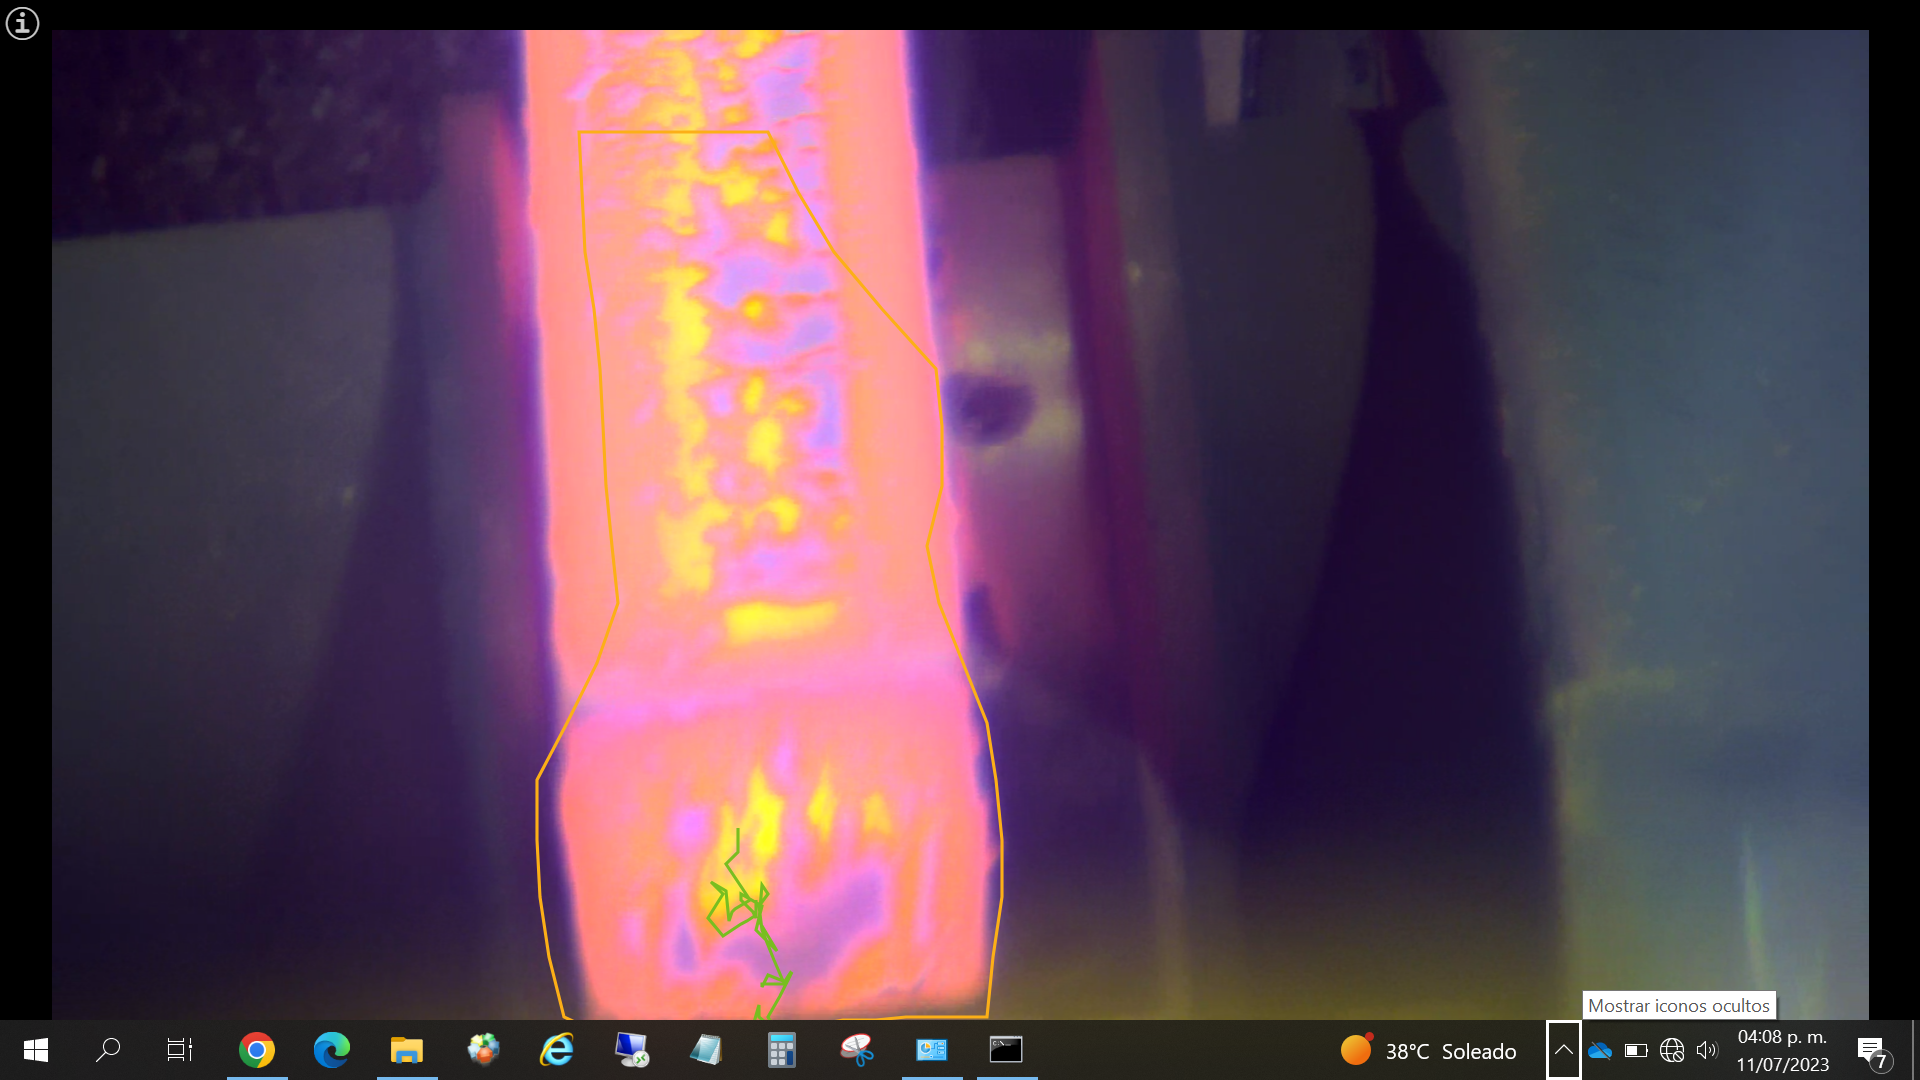 Mostrar iconos ocultos
38°C Soleado
04:08 p. m.
11/07/2023
7